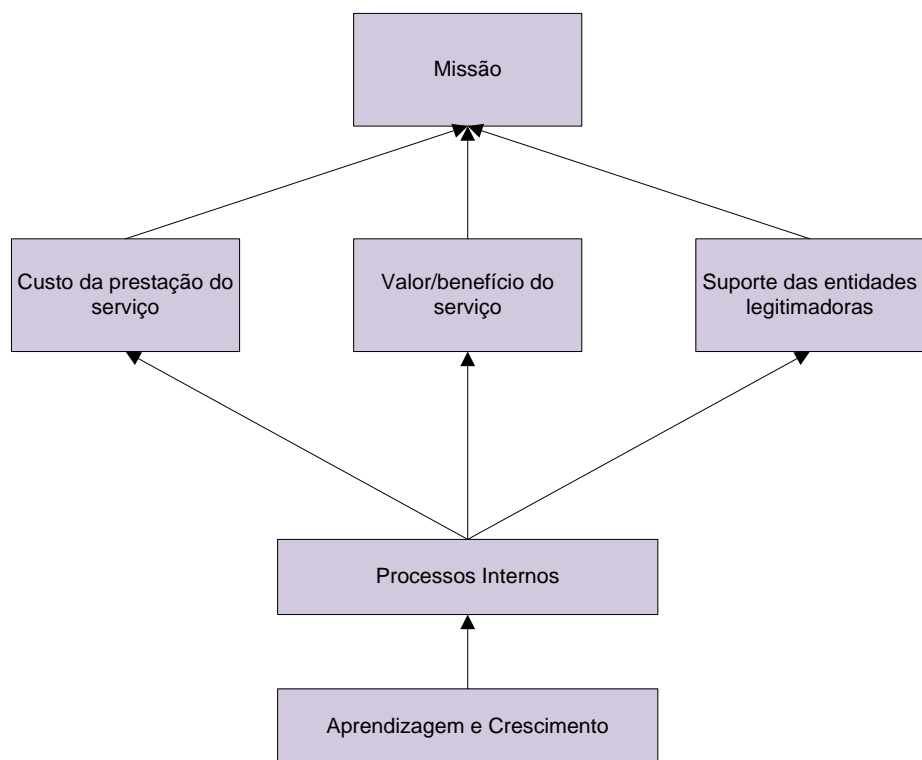 Missão
Custo da prestação do
serviço
Valor/benefício do
serviço
Suporte das entidades
legitimadoras
Processos Internos
Aprendizagem e Crescimento